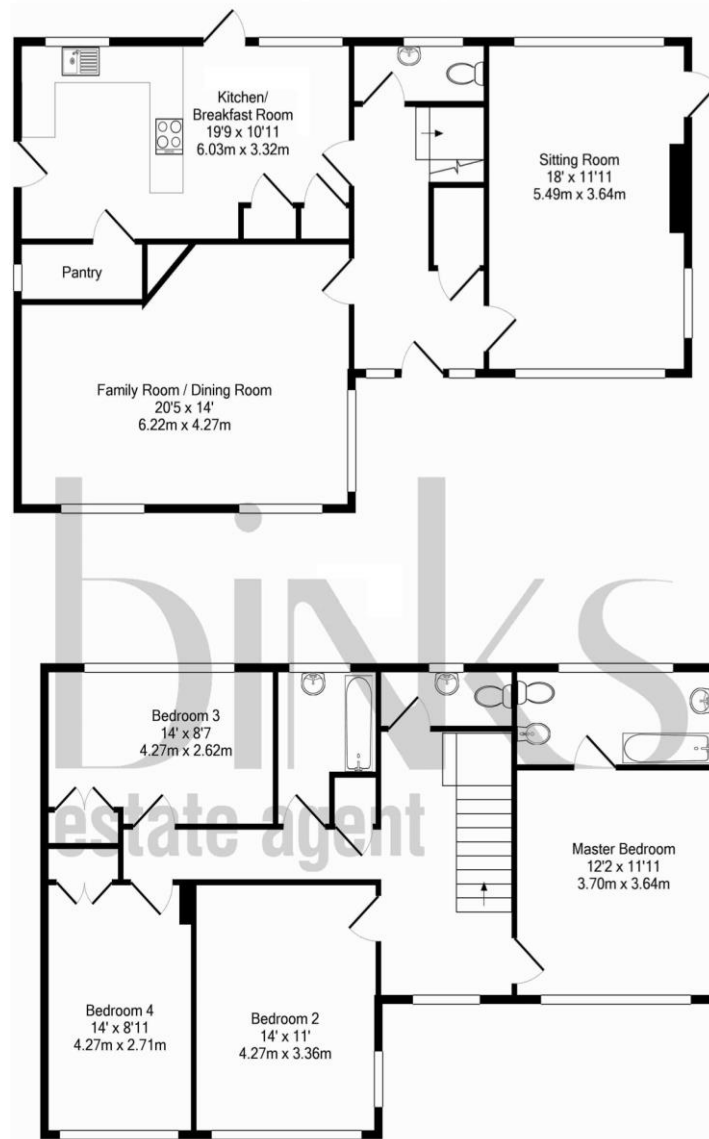 Kitchen/
Breakfast Room
19'9 x 10'11
6.03m x 3.32m
Sitting Room
18' x 11'11
5.49m x 3.64m
Pantry
Family Room / Dining Room
20'5 x 14'
6.22m x 4.27m
binks
estate agent
Bedroom 3
14' x 8'7
4.27m x 2.62m
Master Bedroom
12'2 x 11'11
3.70m x 3.64m
Bedroom 4
14' x 8'11
4.27m x 2.71m
Bedroom 2
14' x 11'
4.27m x 3.36m